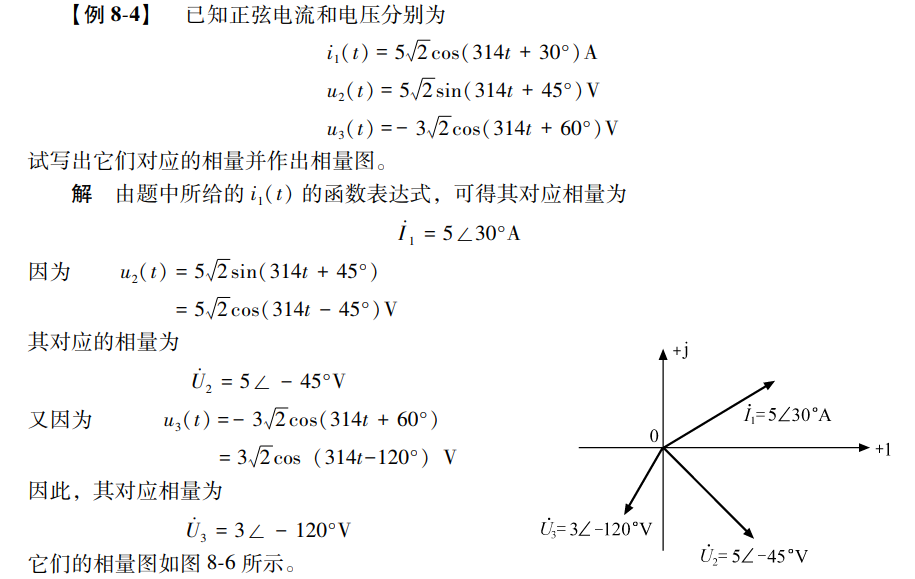 【例 8-4】 已知正弦电流和电压分别为
i₁(t) = 5√2cos(314t + 30°)A
u₂(t) = 5√2sin(314t + 45°)V
u₃(t) =- 3√2cos(314t + 60°)V
试写出它们对应的相量并作出相量图。
解 由题中所给的 i₁(t) 的函数表达式，可得其对应相量为
İ₁ = 5∠30°A
因为 u₂(t) = 5√2sin(314t + 45°)
= 5√2cos(314t - 45°)V
其对应的相量为
U̇₂ = 5∠ - 45°V
又因为 u₃(t) =- 3√2cos(314t + 60°)
= 3√2cos (314t-120°) V
因此，其对应相量为
U̇₃ = 3∠ - 120°V
它们的相量图如图 8-6 所示。
+j
İ₁=5∠30°A
0
+1
U̇₃=3∠-120°V
U̇₂=5∠-45°V